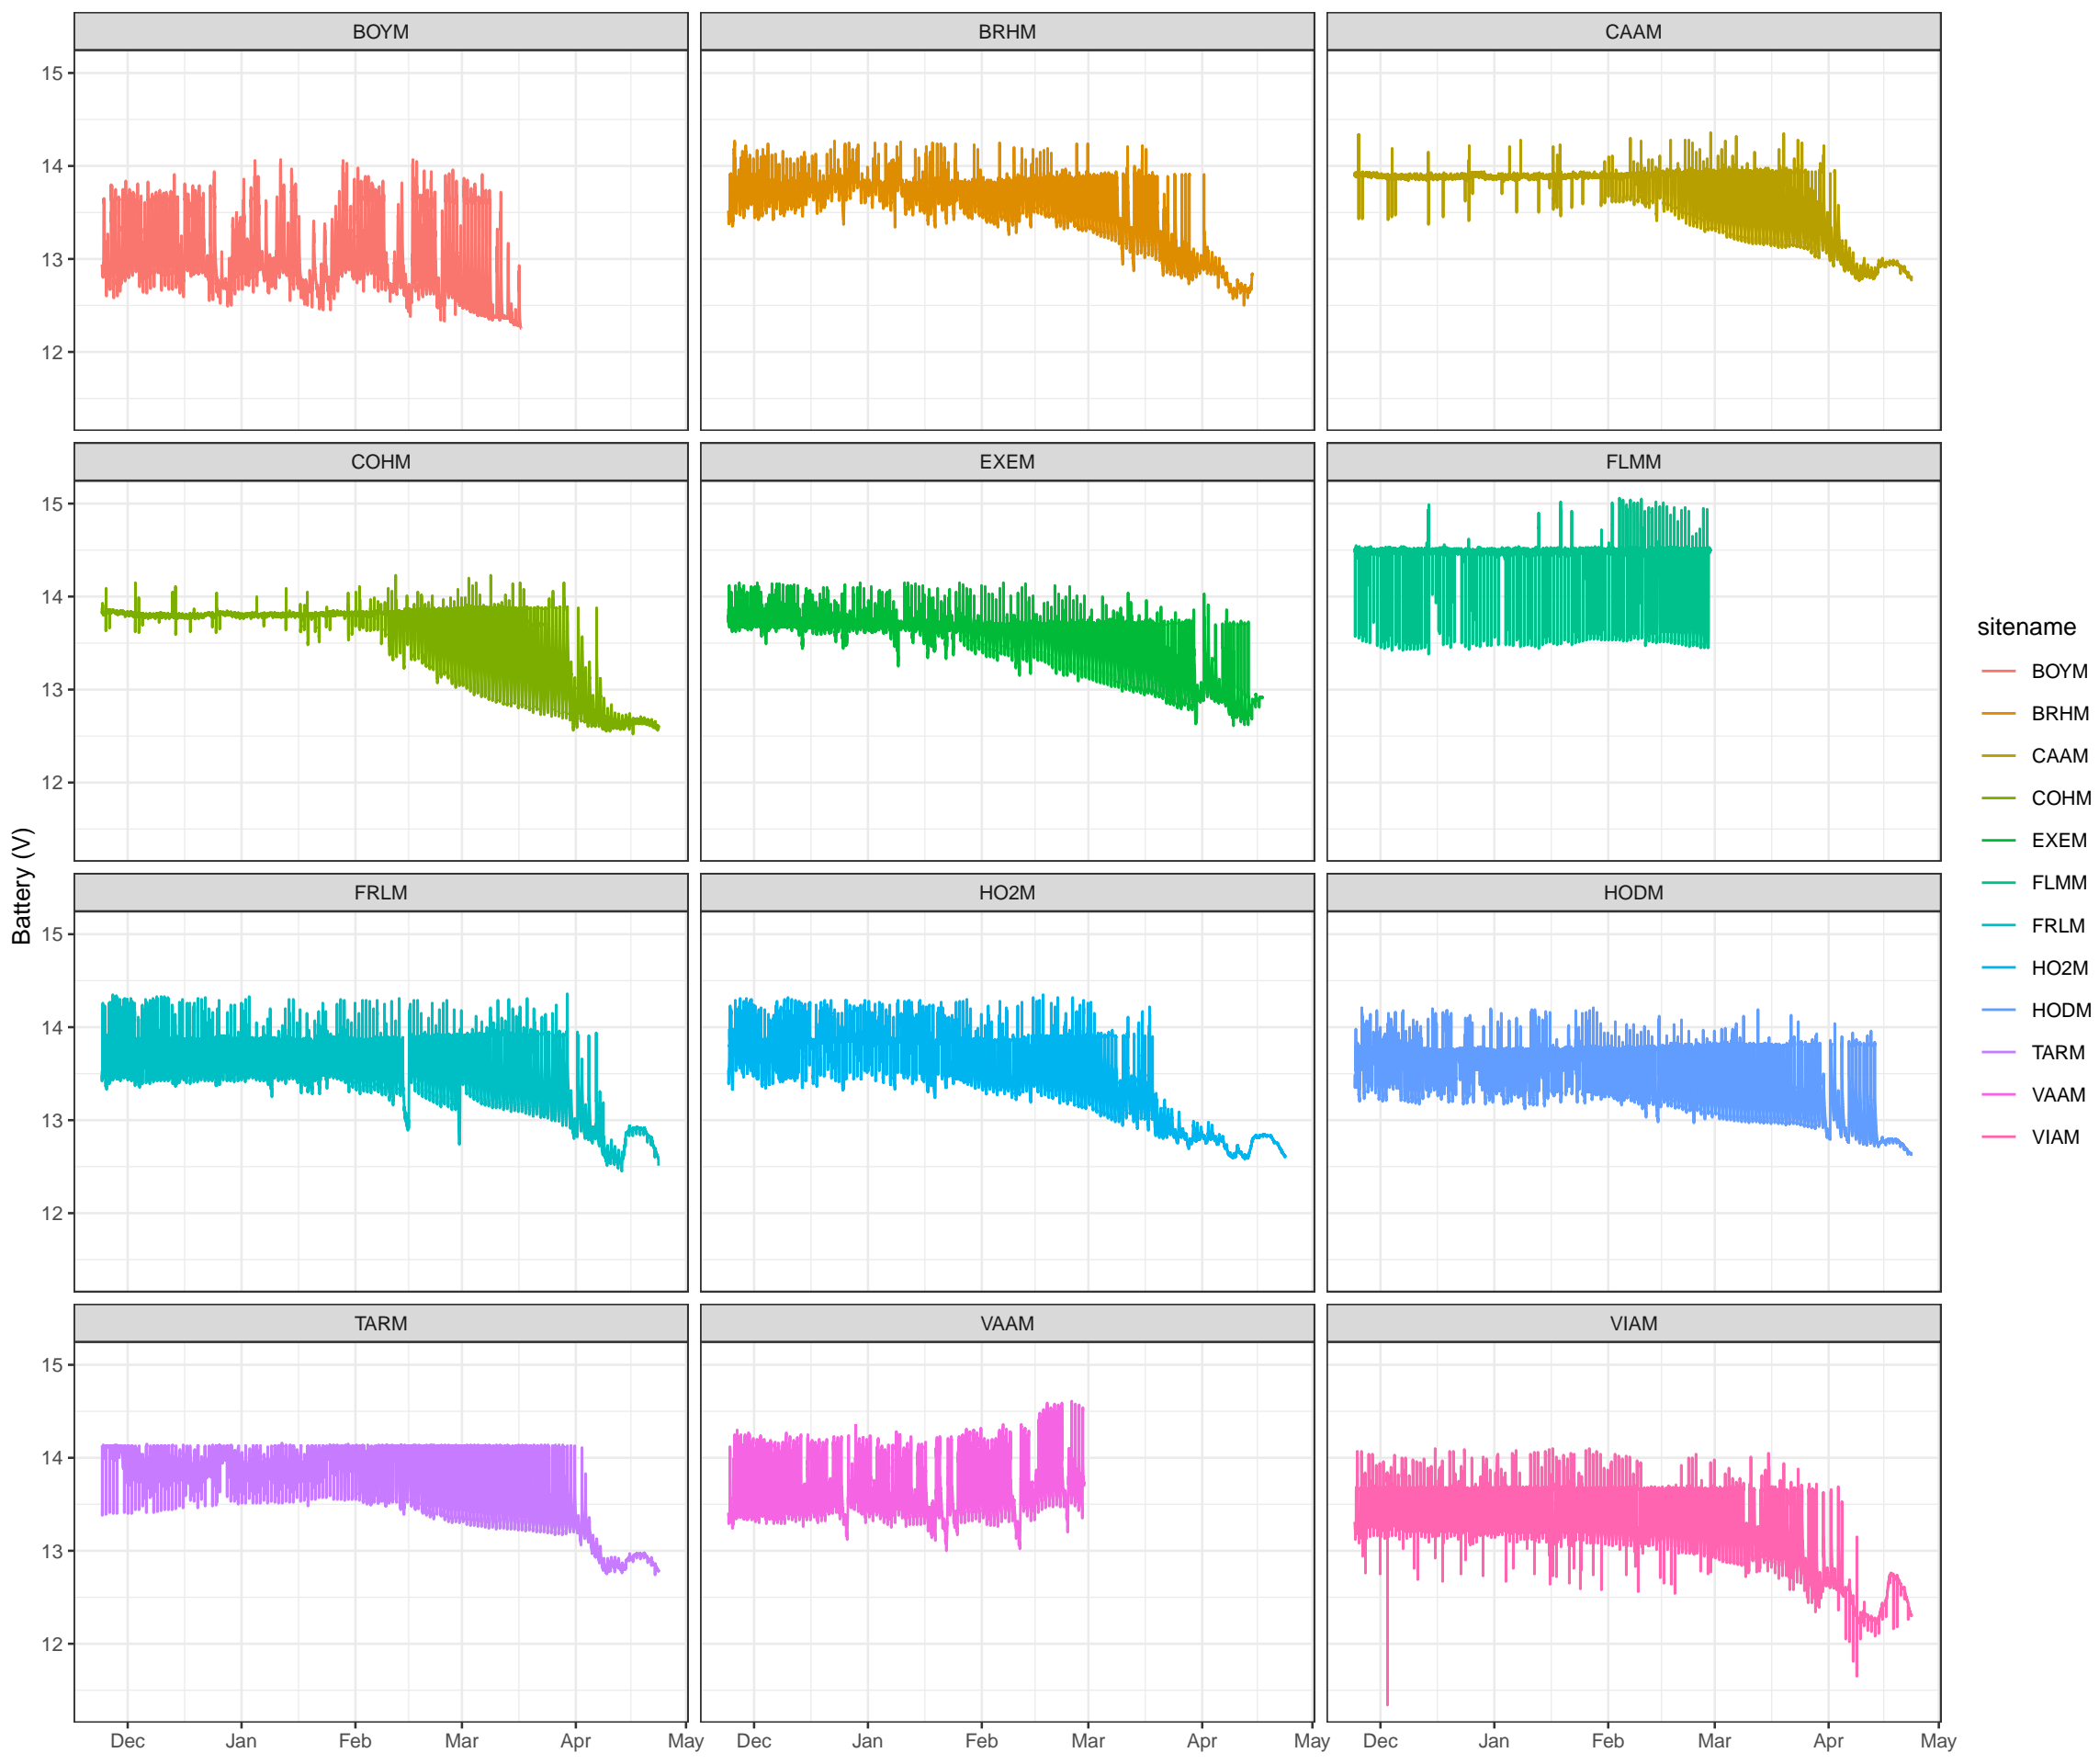 BOYM BRHM CAAM
15
14
13
12
COHM EXEM FLMM
15
14
13
12
FRLM HO2M HODM
15
14
13
12
TARM VAAM VIAM
15
14
13
12
Dec Jan Feb Mar Apr May Dec Jan Feb Mar Apr May Dec Jan Feb Mar Apr May
Battery (V)
sitename
BOYM
BRHM
CAAM
COHM
EXEM
FLMM
FRLM
HO2M
HODM
TARM
VAAM
VIAM